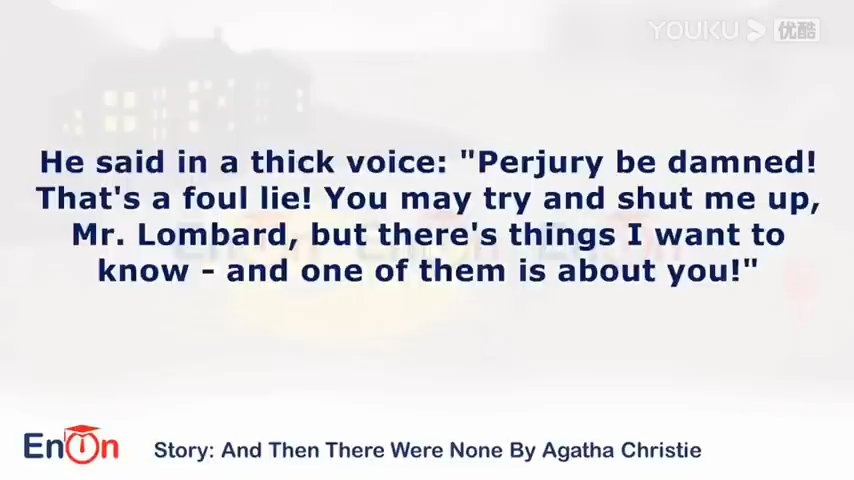 YOUKU 优酷
He said in a thick voice: "Perjury be damned!
That's a foul lie! You may try and shut me up,
Mr. Lombard, but there's things I want to
know - and one of them is about you!"
EnOn
Story: And Then There Were None By Agatha Christie